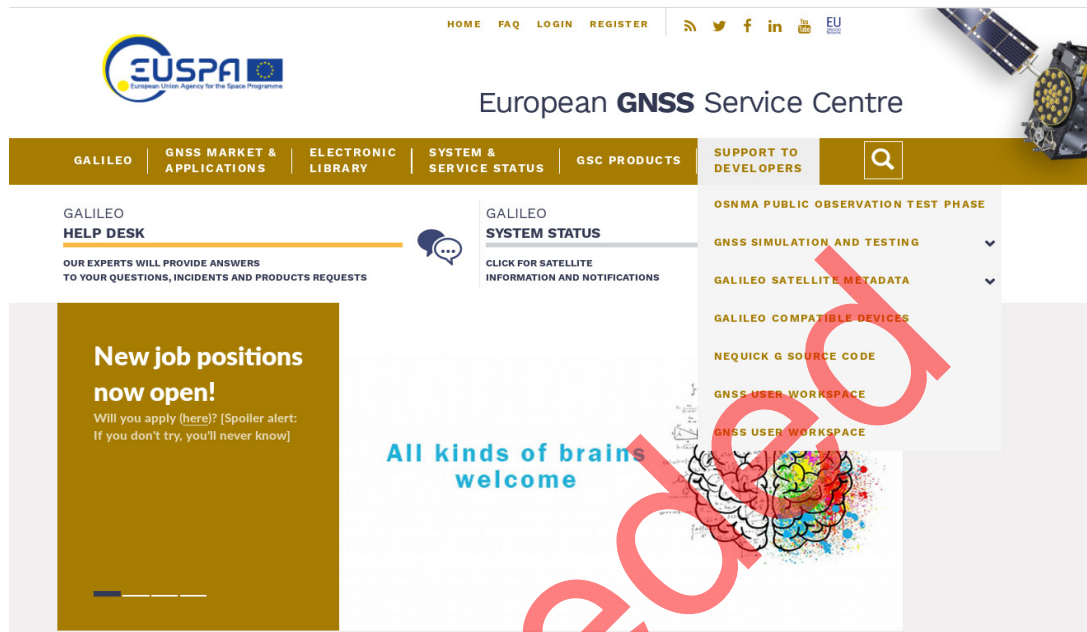 HOME FAQ LOGIN REGISTER
You
Tube
EU
EUSPA
European Union Agency for the Space Programme
European GNSS Service Centre
GALILEO
GNSS MARKET &
APPLICATIONS
ELECTRONIC
LIBRARY
SYSTEM &
SERVICE STATUS
GSC PRODUCTS
SUPPORT TO
DEVELOPERS
OSNMA PUBLIC OBSERVATION TEST PHASE
GNSS SIMULATION AND TESTING
GALILEO SATELLITE METADATA
GALILEO COMPATIBLE DEVICES
NEQUICK G SOURCE CODE
GNSS USER WORKSPACE
GNSS USER WORKSPACE
GALILEO
HELP DESK
OUR EXPERTS WILL PROVIDE ANSWERS
TO YOUR QUESTIONS, INCIDENTS AND PRODUCTS REQUESTS
GALILEO
SYSTEM STATUS
CLICK FOR SATELLITE
INFORMATION AND NOTIFICATIONS
New job positions
now open!
Will you apply (here)? [Spoiler alert:
If you don't try, you'll never know]
All kinds of brains
welcome
eded